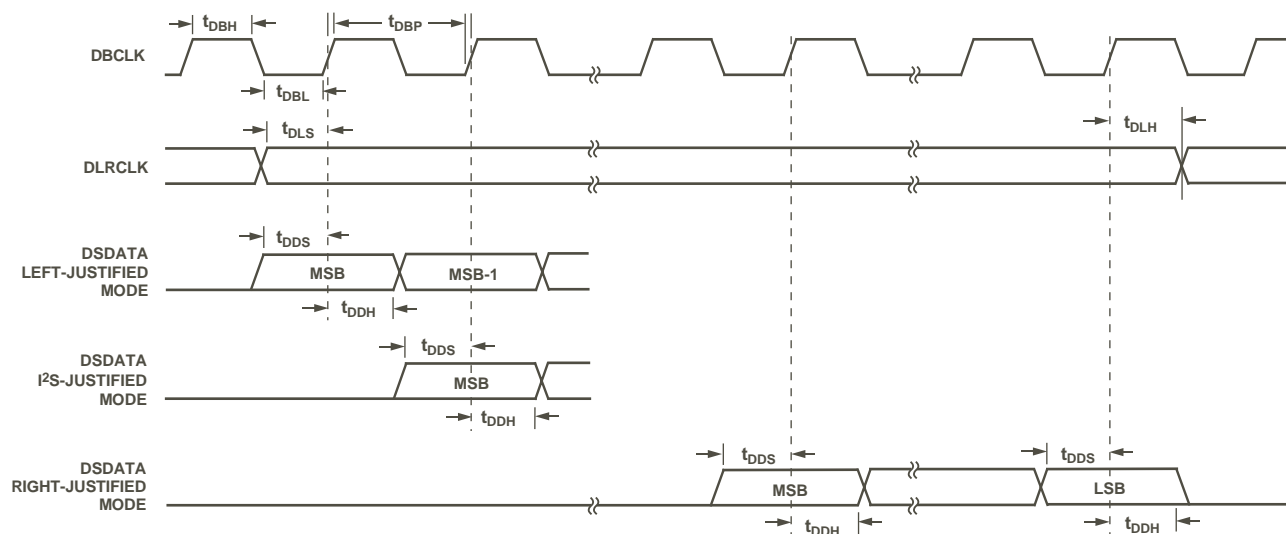 tDBH
tDBP
DBCLK
tDBL
tDLS
tDLH
DLRCLK
tDDS
DSDATA
LEFT-JUSTIFIED
MODE
MSB
MSB-1
tDDH
DSDATA
I²S-JUSTIFIED
MODE
tDDS
MSB
tDDH
DSDATA
RIGHT-JUSTIFIED
MODE
tDDS
tDDS
MSB
LSB
tDDH
tDDH